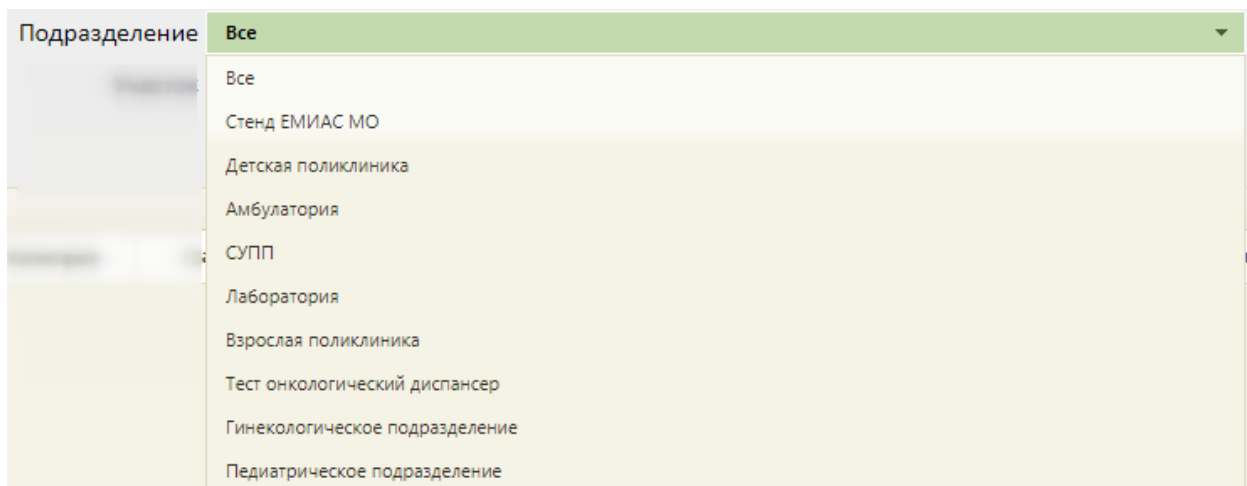 Подразделение Все
Все
Стенд ЕМИАС МО
Детская поликлиника
Амбулатория
СУПП
Лаборатория
Взрослая поликлиника
Тест онкологический диспансер
Гинекологическое подразделение
Педиатрическое подразделение